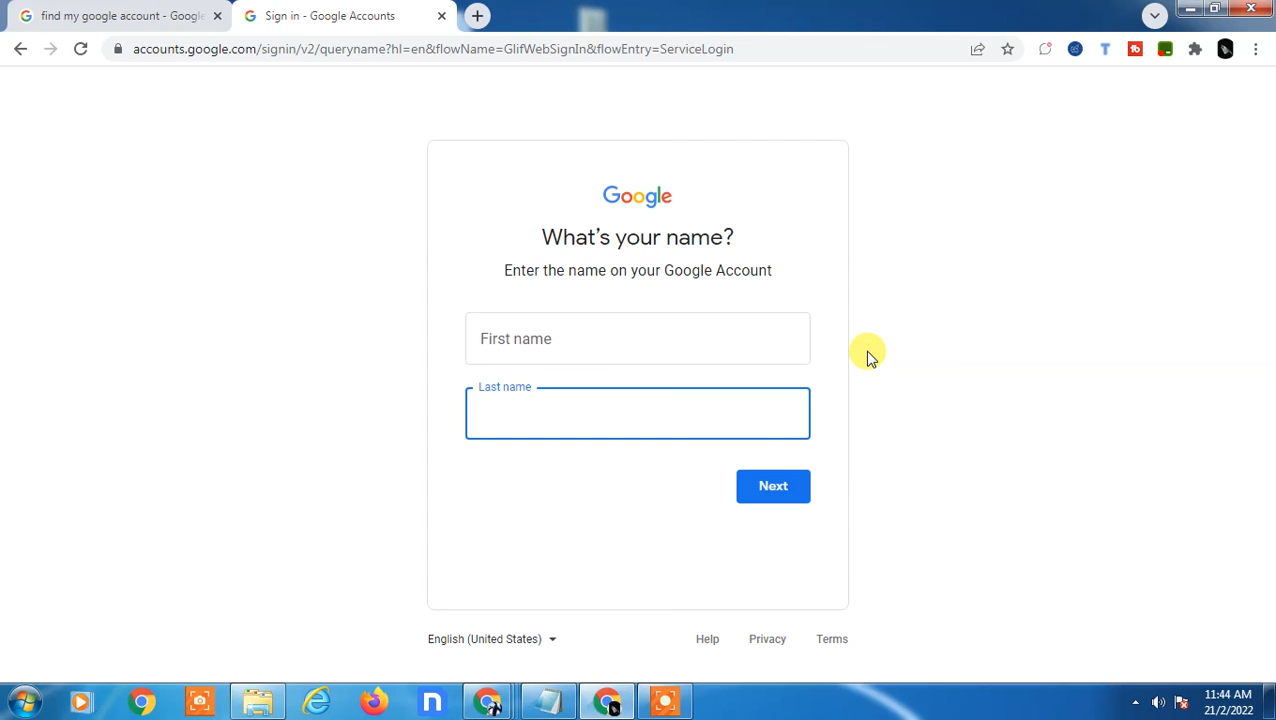 find my google account - Google
Sign in - Google Accounts
accounts.google.com/signin/v2/queryname?hl=en&flowName=GlifWebSignIn&flowEntry=ServiceLogin
Google
What's your name?
Enter the name on your Google Account
First name
Last name
Next
English (United States)
Help
Privacy
Terms
11:44 AM
21/2/2022